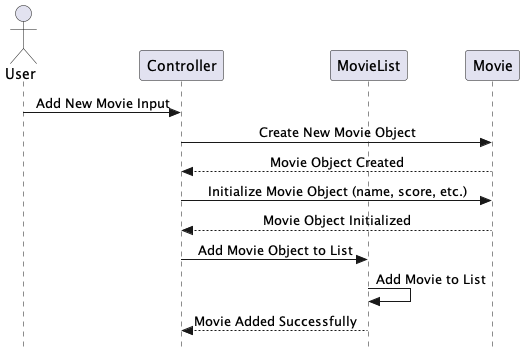 User
Controller
MovieList
Movie
Add New Movie Input
Create New Movie Object
Movie Object Created
Initialize Movie Object (name, score, etc.)
Movie Object Initialized
Add Movie Object to List
Add Movie to List
Movie Added Successfully